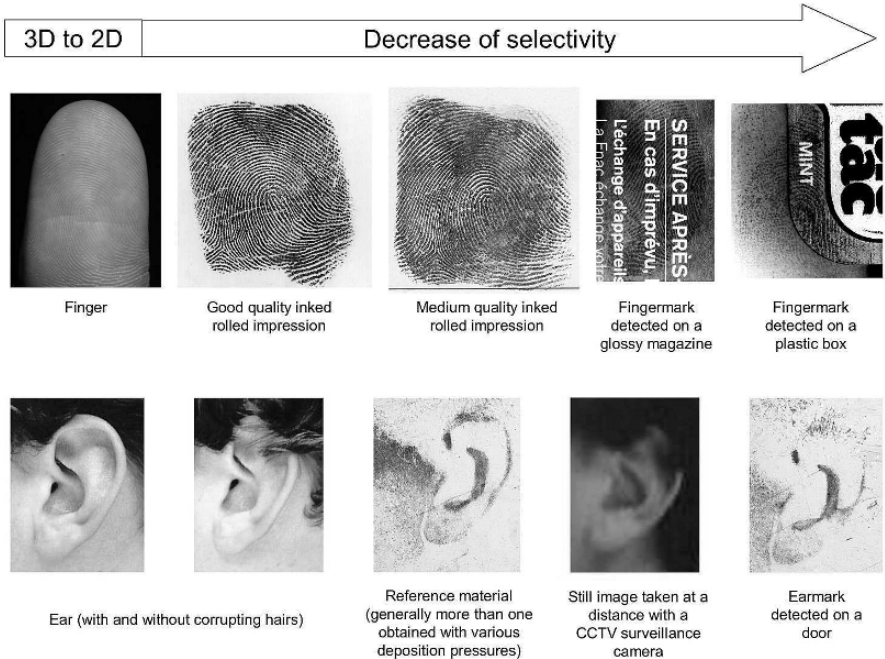 3D to 2D
Decrease of selectivity
SERVICE APRÈS-
En cas d'imprévu,
L'échange d'appareils
La Fnac échange votre
MINT
tac
Finger
Good quality inked
rolled impression
Medium quality inked
rolled impression
Fingermark
detected on a
glossy magazine
Fingermark
detected on a
plastic box
Ear (with and without corrupting hairs)
Reference material
(generally more than one
obtained with various
deposition pressures)
Still image taken at a
distance with a
CCTV surveillance
camera
Earmark
detected on a
door